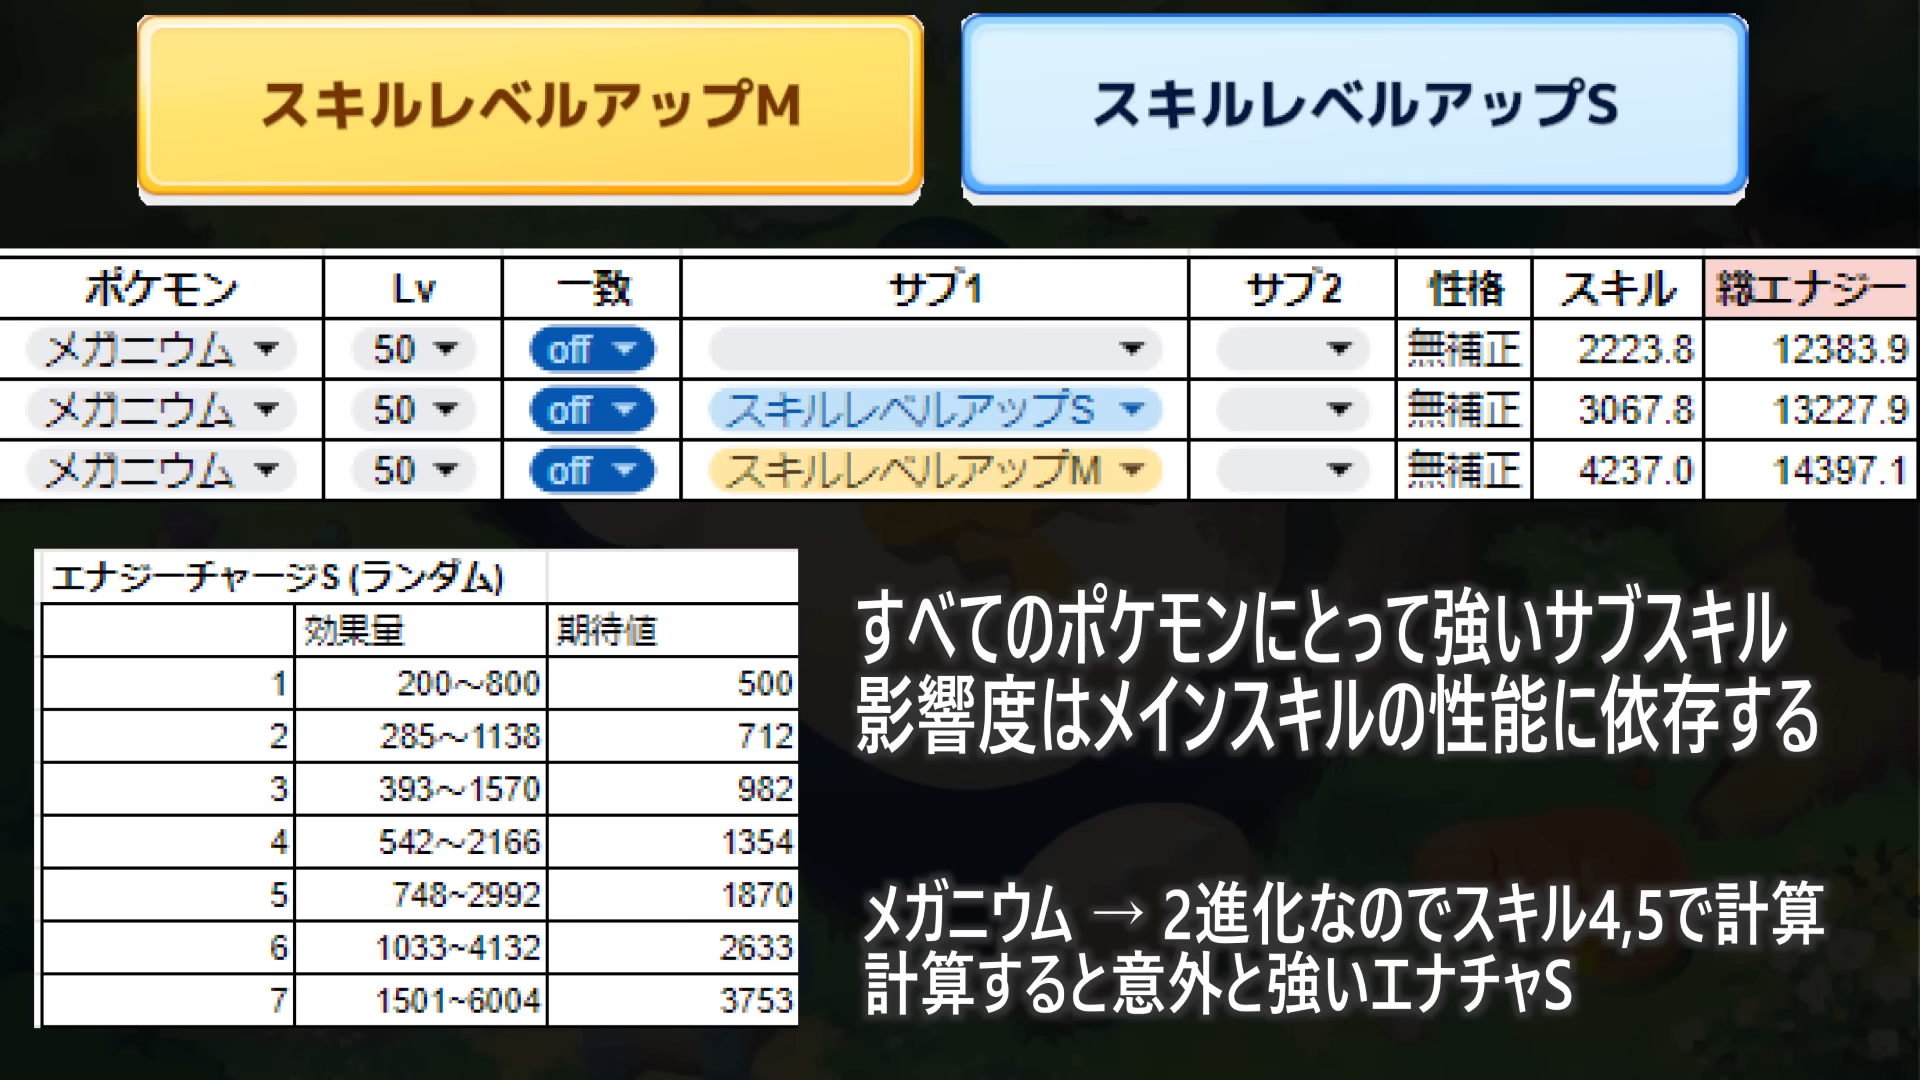 スキルレベルアップM
スキルレベルアップS
ポケモン Lv 一致 サブ1 サブ2 性格 スキル 総エナジー
メガニウム 50 off 無補正 2223.8 12383.9
メガニウム 50 off スキルレベルアップS 無補正 3067.8 13227.9
メガニウム 50 off スキルレベルアップM 無補正 4237.0 14397.1
エナジーチャージS (ランダム)
効果量 期待値
1 200～800 500
2 285～1138 712
3 393～1570 982
4 542～2166 1354
5 748~2992 1870
6 1033~4132 2633
7 1501~6004 3753
すべてのポケモンにとって強いサブスキル
影響度はメインスキルの性能に依存する
メガニウム → 2進化なのでスキル4,5で計算
計算すると意外と強いエナチャS